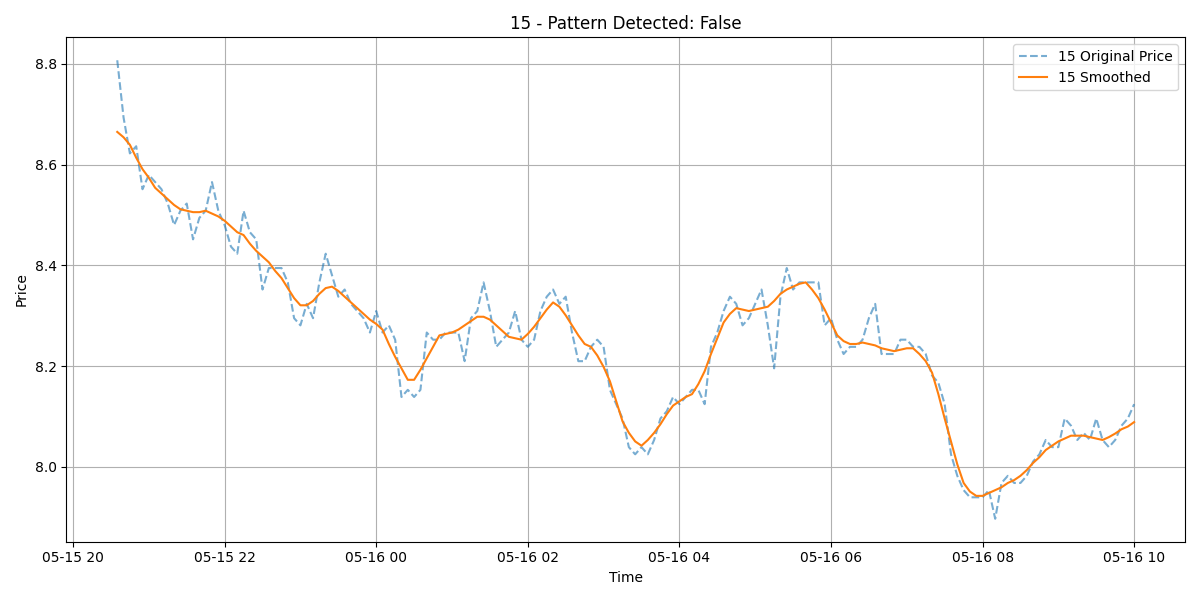 15 - Pattern Detected: False
15 Original Price
15 Smoothed
8.8
8.6
8.4
8.2
8.0
Price
05-15 20
05-15 22
05-16 00
05-16 02
05-16 04
05-16 06
05-16 08
05-16 10
Time